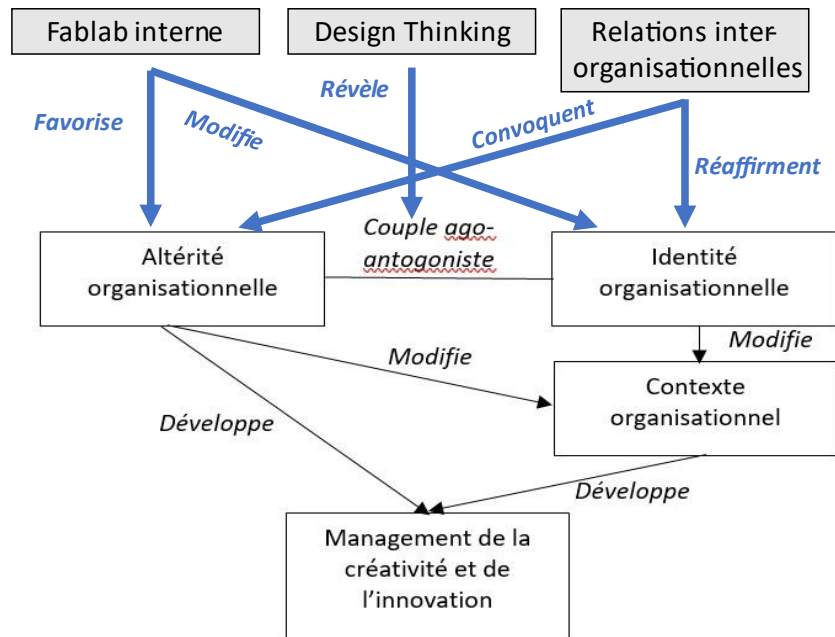 Fablab interne
Design Thinking
Relations inter-
organisationnelles
Favorise
Modifie
Révèle
Convoquent
Réaffirment
Couple ago-
antogoniste
Altérité
organisationnelle
Identité
organisationnelle
Modifie
Modifie
Contexte
organisationnel
Développe
Développe
Management de la
créativité et de
l'innovation